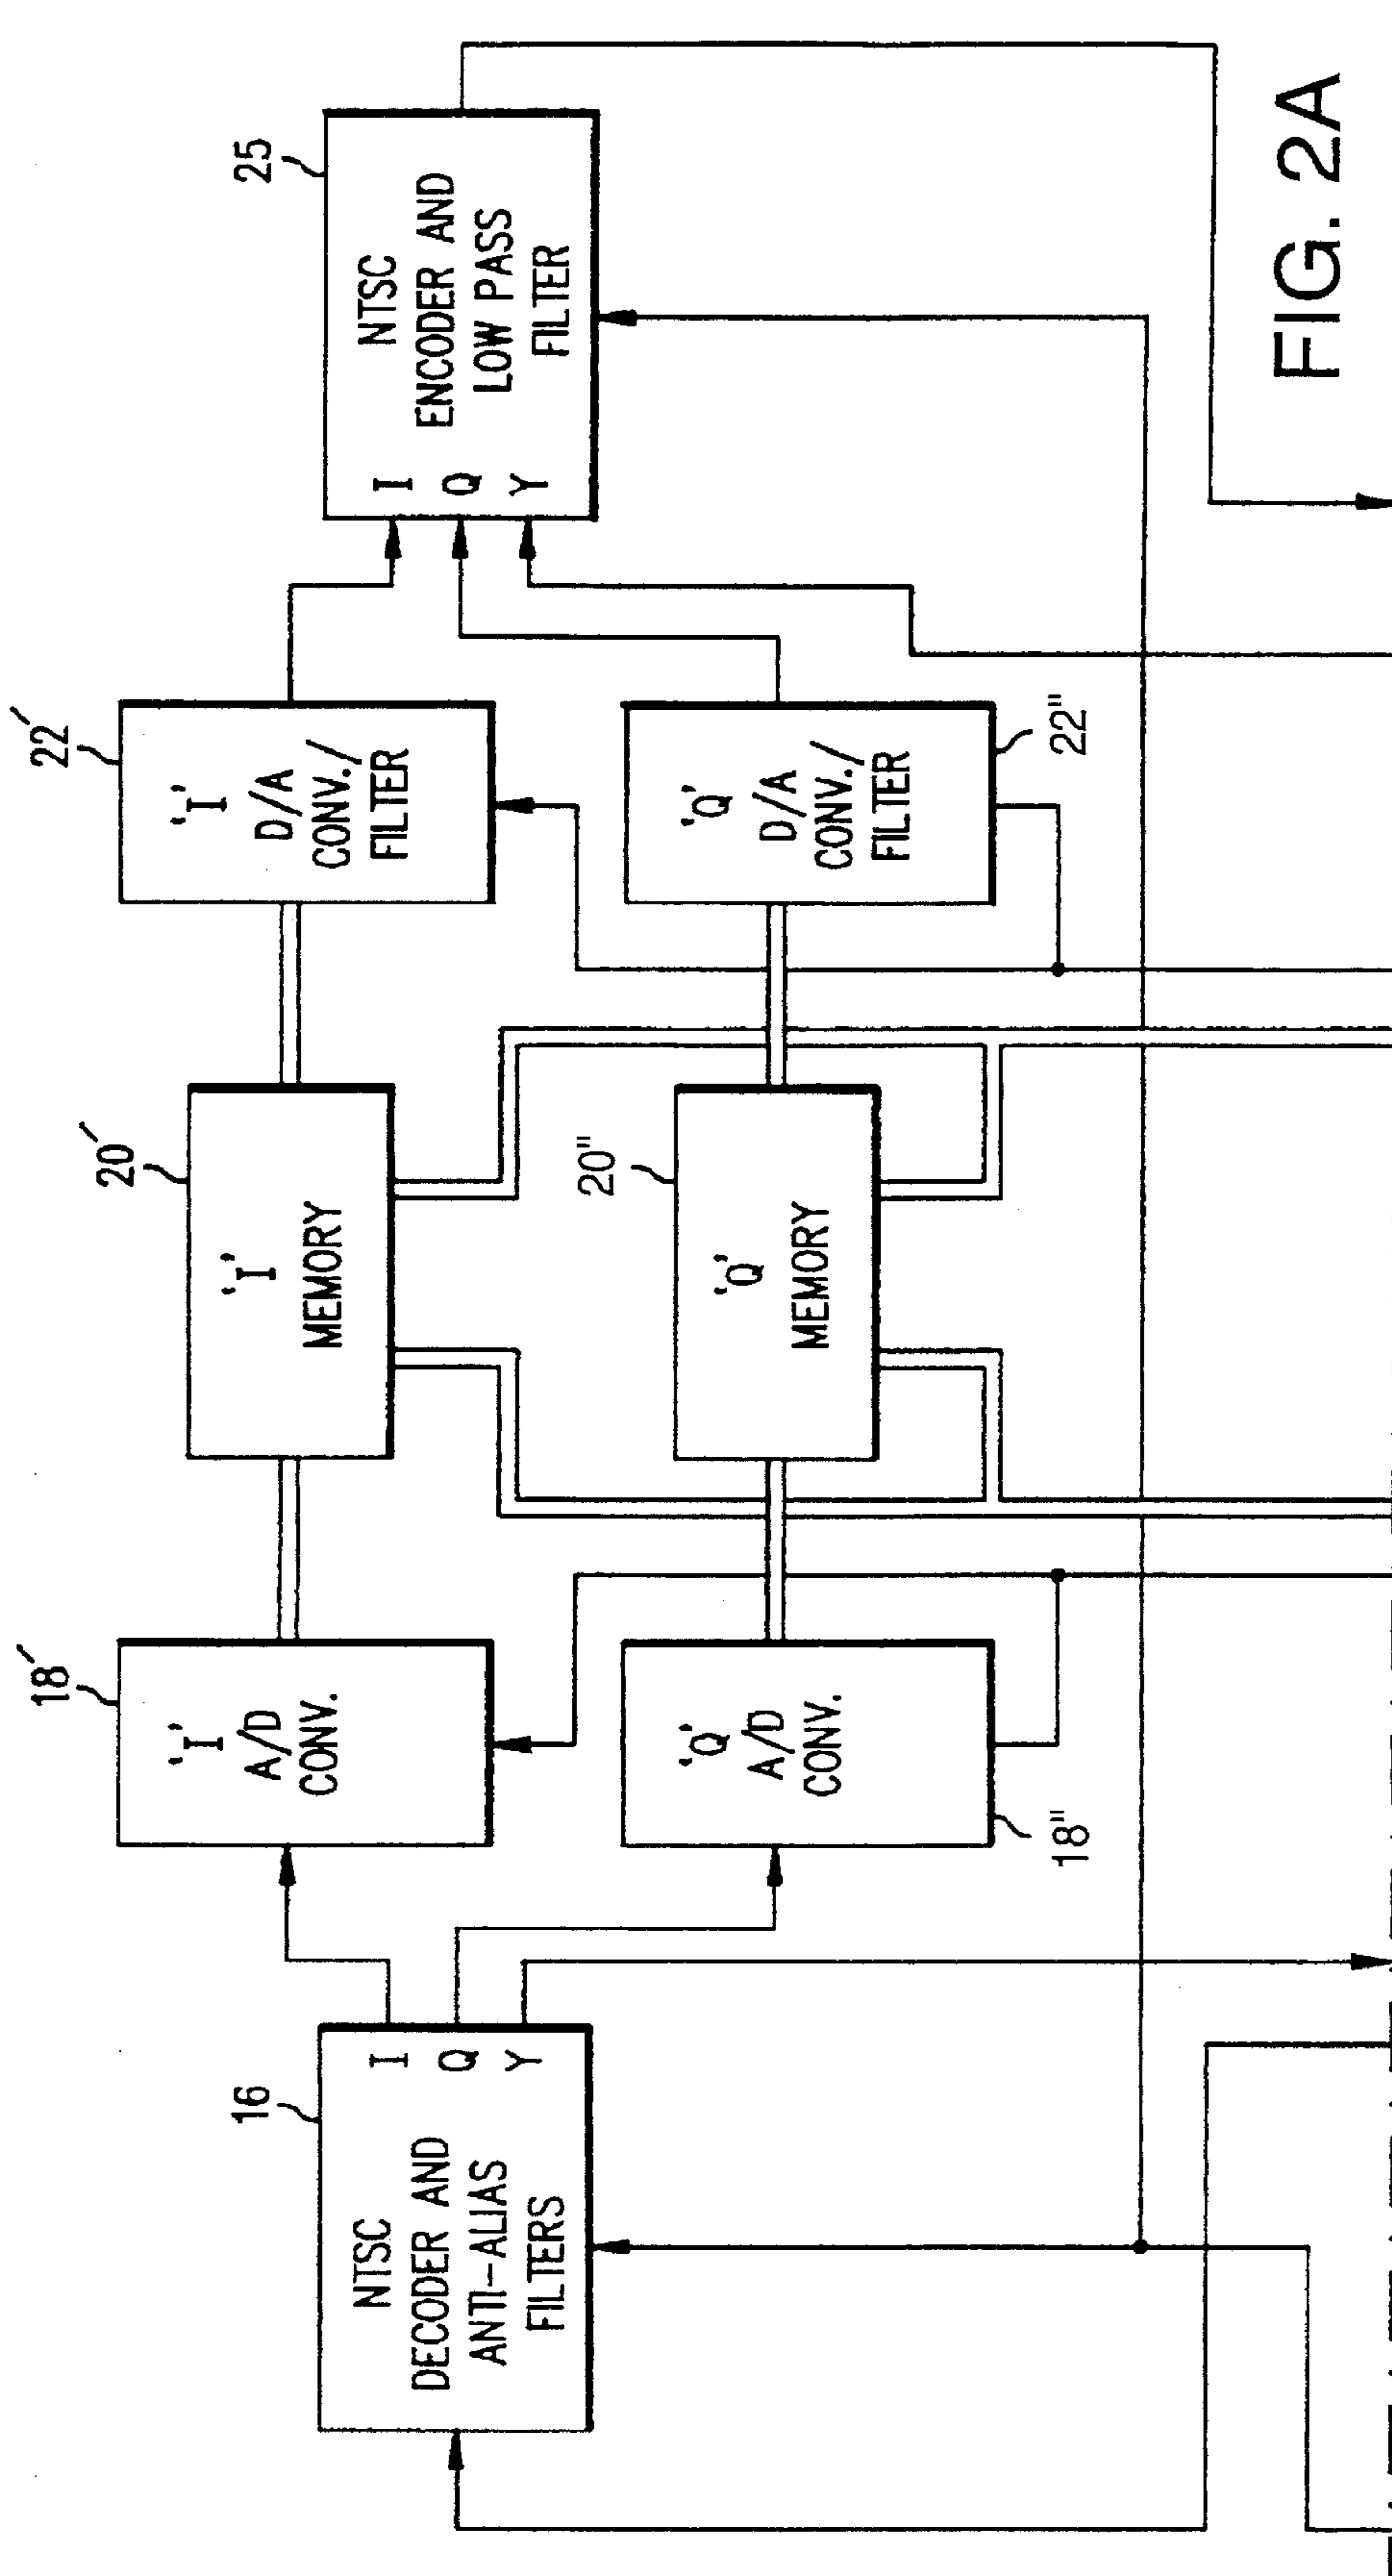 16
NTSC
DECODER AND
ANTI-ALIAS
FILTERS
I
Q
Y
18'
'I'
A/D
CONV.
18"
'Q'
A/D
CONV.
20'
'I'
MEMORY
20"
'Q'
MEMORY
22'
'I'
D/A
CONV./
FILTER
22"
'Q'
D/A
CONV./
FILTER
25
I
Q
Y
NTSC
ENCODER AND
LOW PASS
FILTER
FIG. 2A